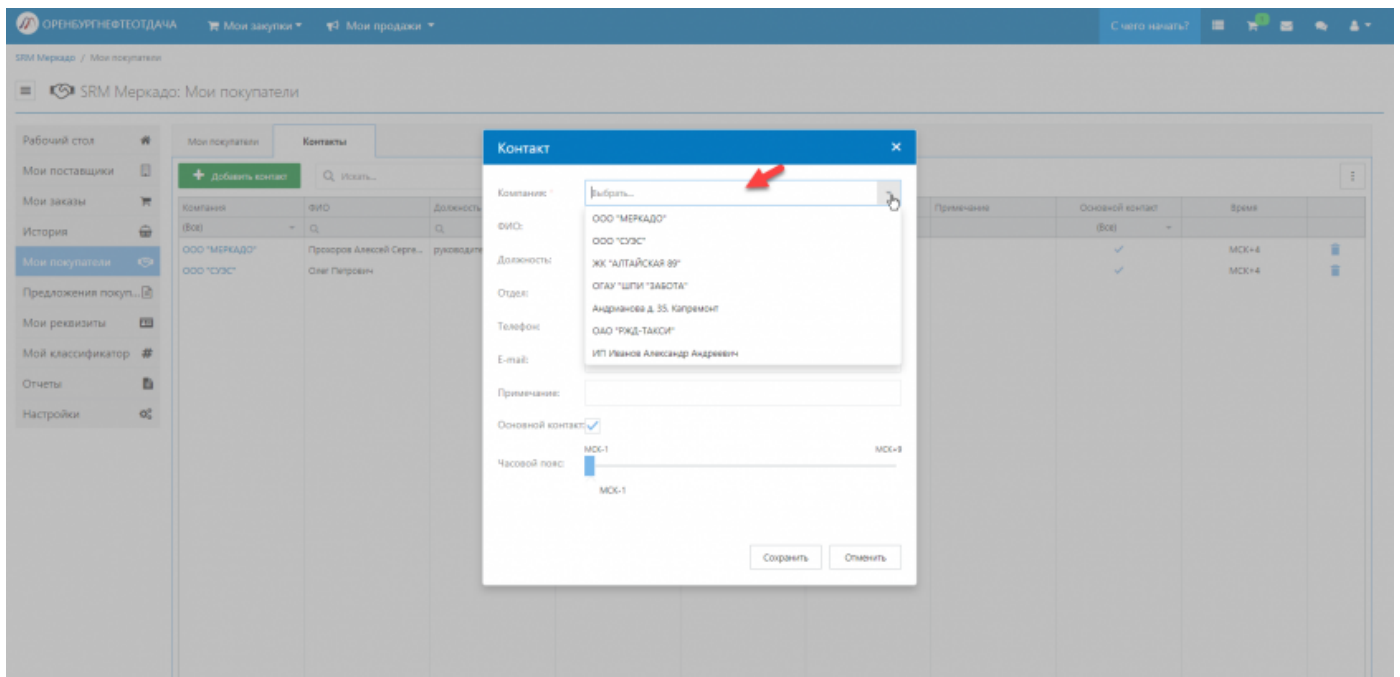 ОРЕНБУРГНЕФТЕОТДАЧА Мои закупки Мои продажи С чего начать?
SRM Меркадо / Мои покупатели
SRM Меркадо: Мои покупатели
Рабочий стол
Мои поставщики
Мои заказы
История
Мои покупатели
Предложения покуп...
Мои реквизиты
Мой классификатор
Отчеты
Настройки
Мои покупатели Контакты
Добавить контакт Искать...
Компания ФИО Должность Примечание Основной контакт Время
(Все) (Все)
ООО "МЕРКАДО" Прохоров Алексей Серге... руководите МСК+4
ООО "СУЭС" Олег Петрович МСК+4
Контакт
Компания: * Выбрать...
ООО "МЕРКАДО"
ООО "СУЭС"
ЖК "АЛТАЙСКАЯ 89"
ОГАУ "ШПИ "ЗАБОТА"
Андрианова д. 35. Капремонт
ОАО "РЖД-ТАКСИ"
ИП Иванов Александр Андреевич
ФИО:
Должность:
Отдел:
Телефон:
E-mail:
Примечание:
Основной контакт:
МСК-1 МСК+9
Часовой пояс:
МСК-1
Сохранить Отменить